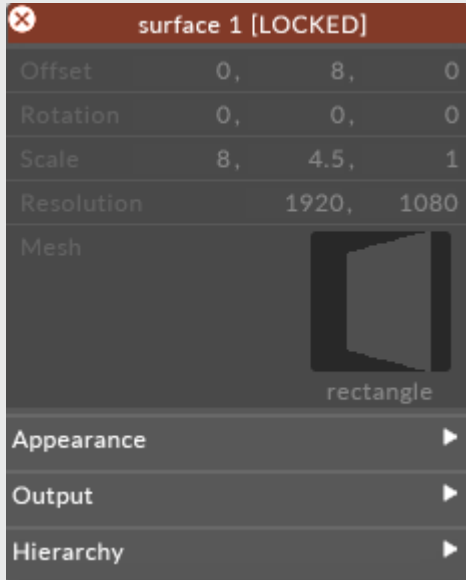 surface 1 [LOCKED]
Offset 0, 8, 0
Rotation 0, 0, 0
Scale 8, 4.5, 1
Resolution 1920, 1080
Mesh
rectangle
Appearance
Output
Hierarchy